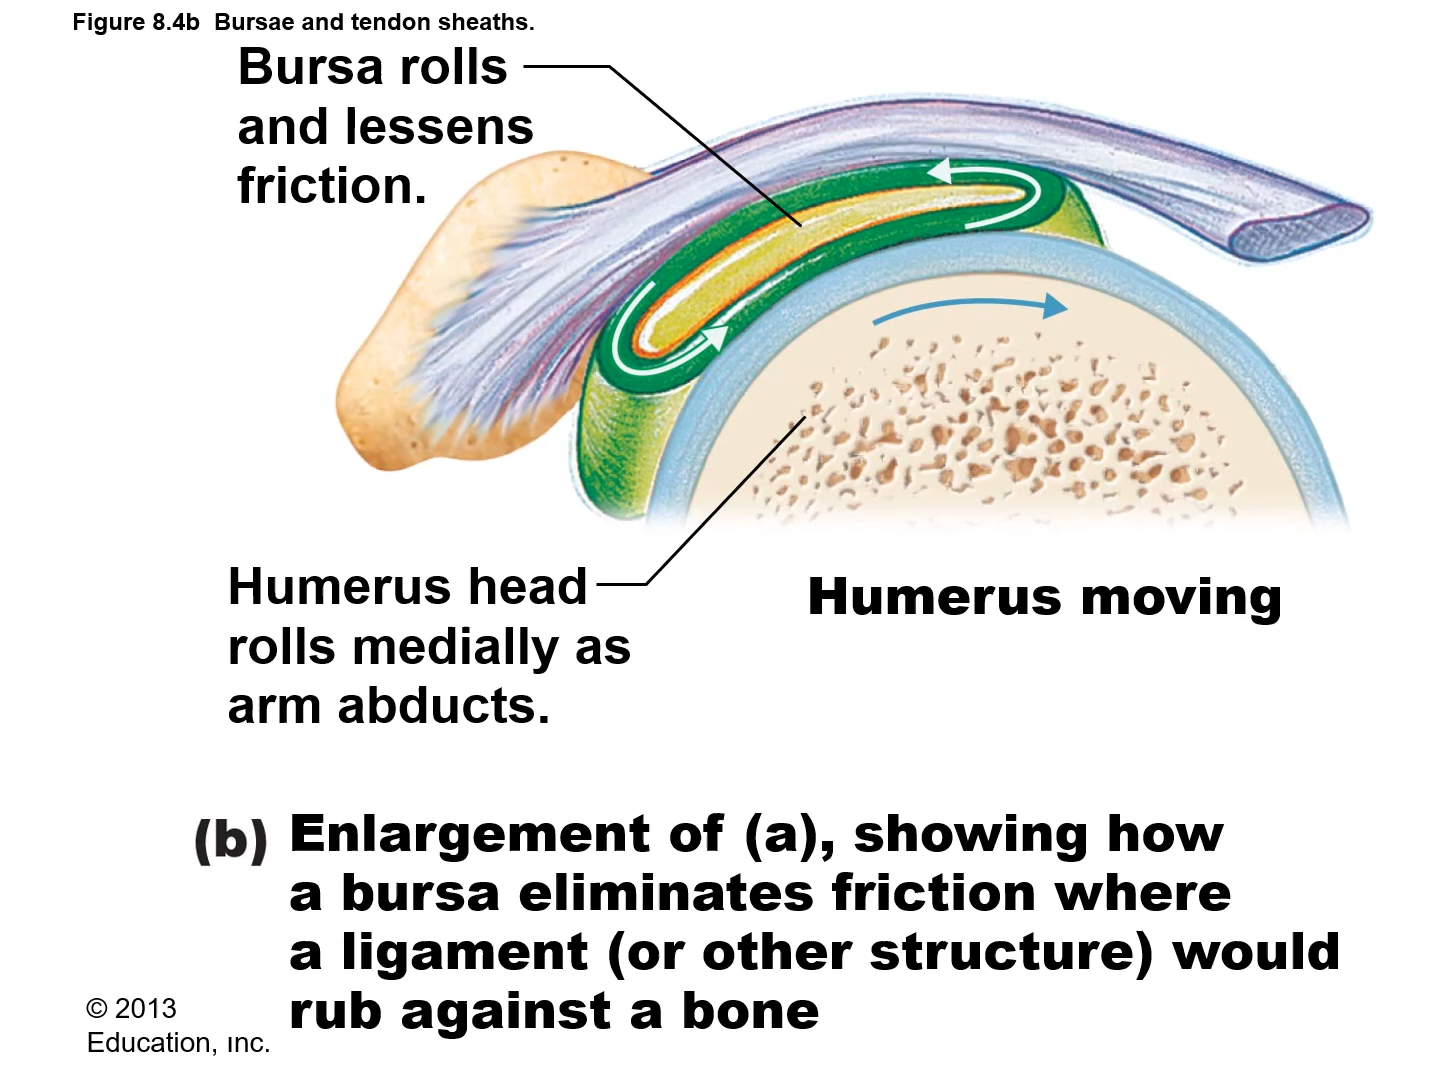 Figure 8.4b  Bursae and tendon sheaths.
Bursa rolls
and lessens
friction.
Humerus head
rolls medially as
arm abducts.
Humerus moving
(b) Enlargement of (a), showing how
a bursa eliminates friction where
a ligament (or other structure) would
rub against a bone
© 2013
Education, Inc.